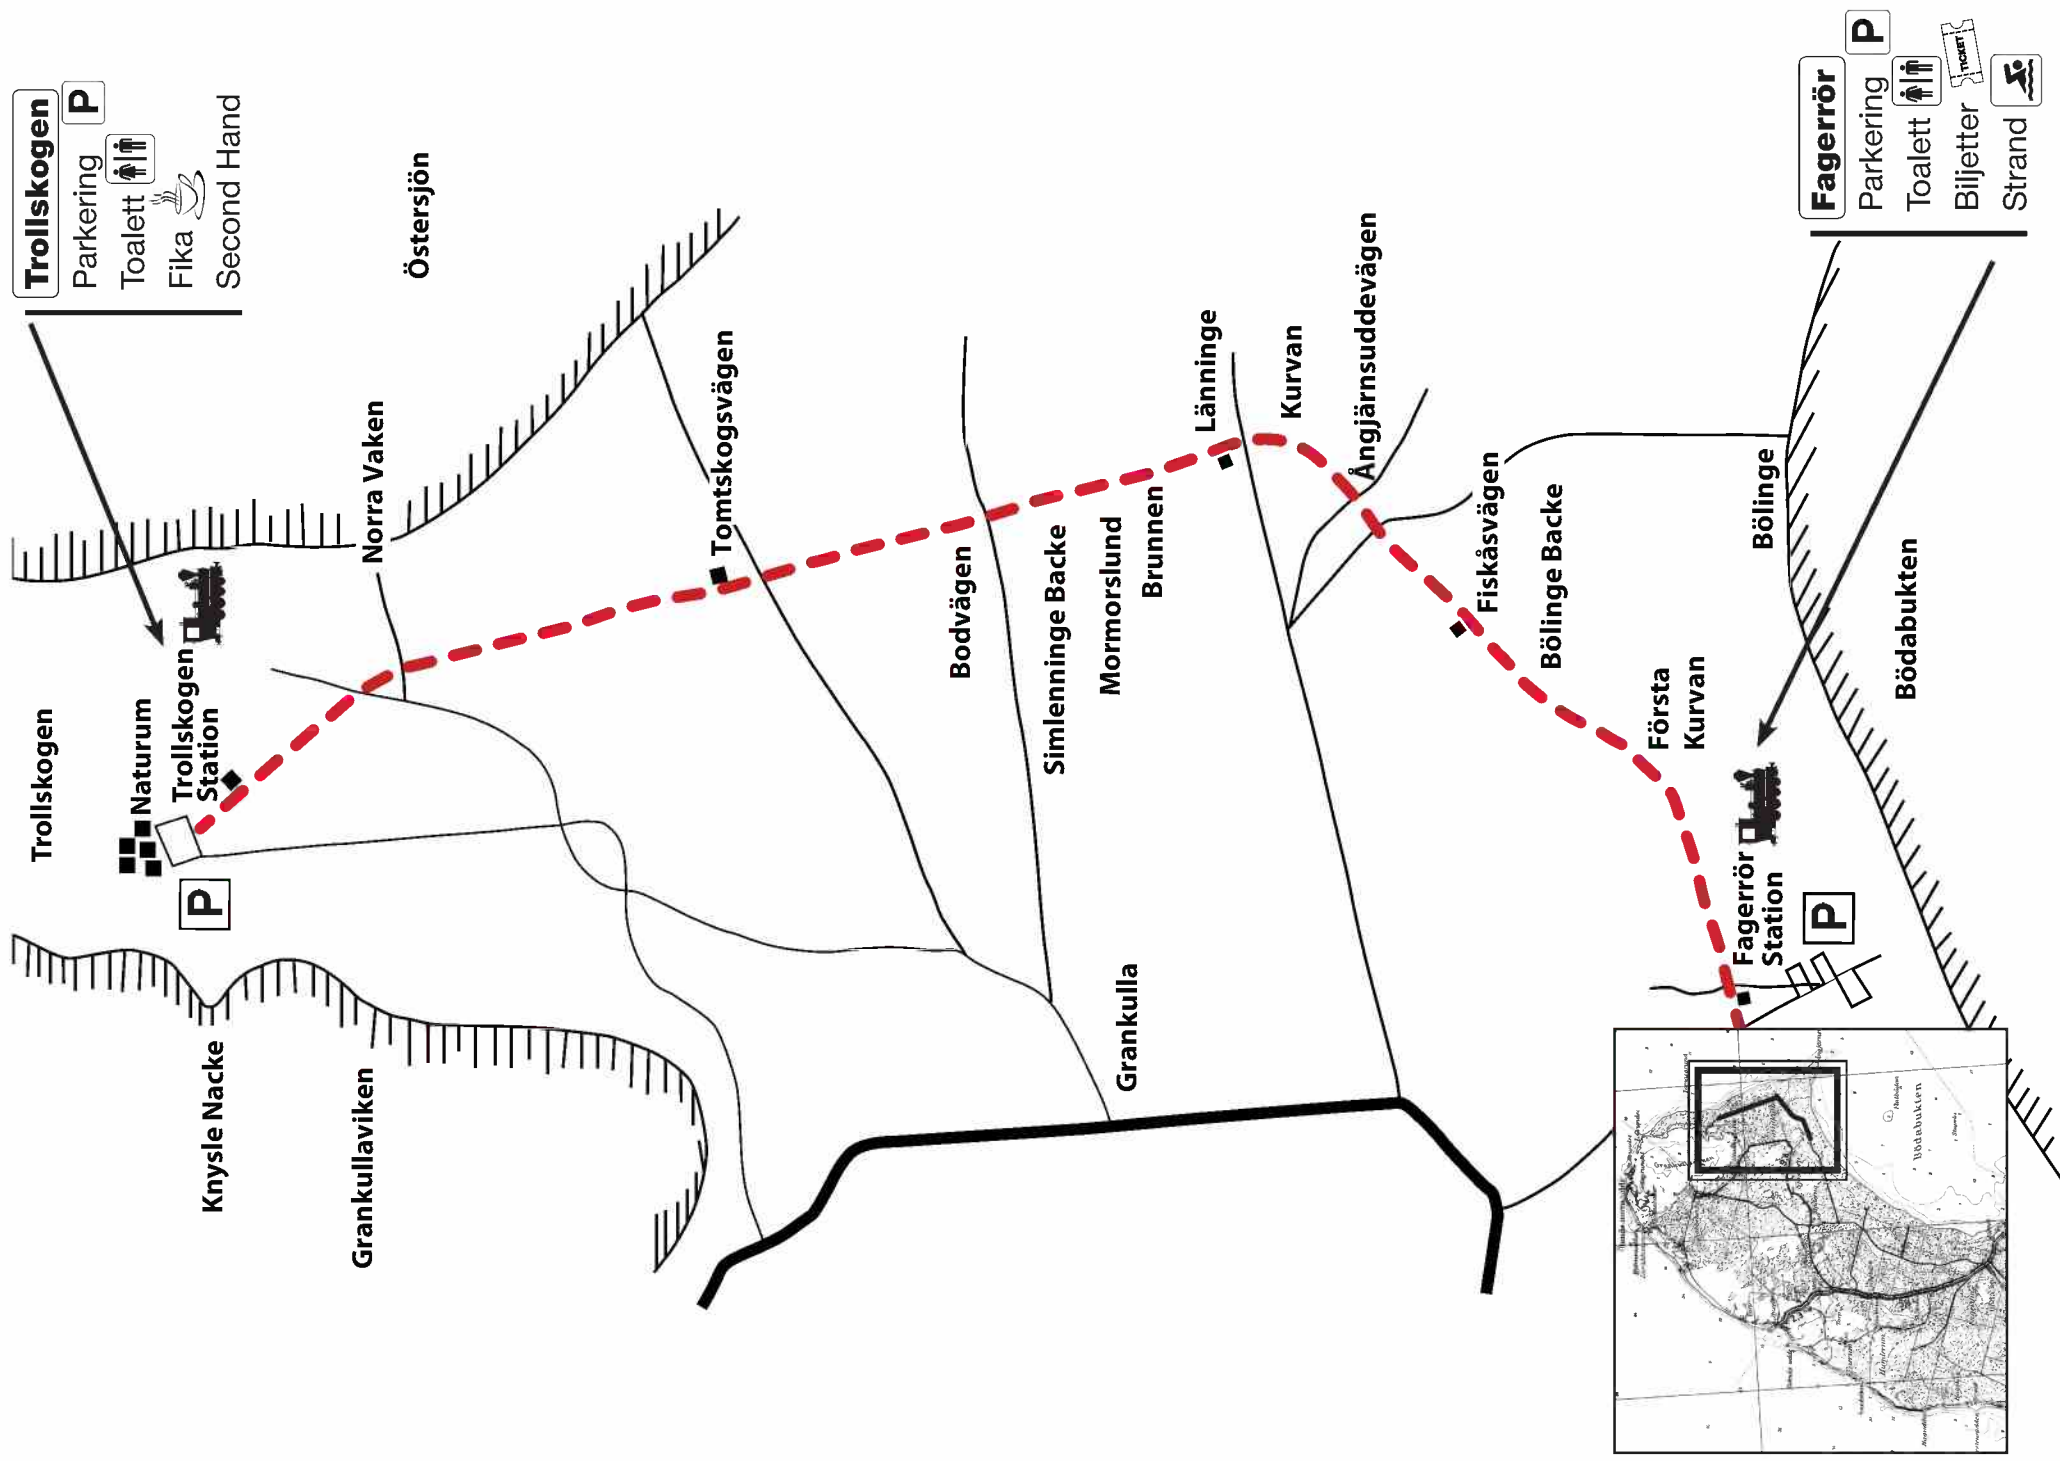 Trollskogen
Parkering P
Toalett
Fika
Second Hand
Trollskogen
Naturum
Trollskogen
Station
P
Knysle Nacke
Grankullaviken
Norra Vaken
Östersjön
Tomtskogsvägen
Bodvägen
Simlenninge Backe
Mormorslund
Brunnen
Grankulla
Länninge
Kurvan
Ångjärnsuddevägen
Fiskåsvägen
Bölinge Backe
Första
Kurvan
Bölinge
Fagerrör
Station
P
Bödabukten
Fagerrör
Parkering P
Toalett
Biljetter TICKET
Strand
Bödabukten